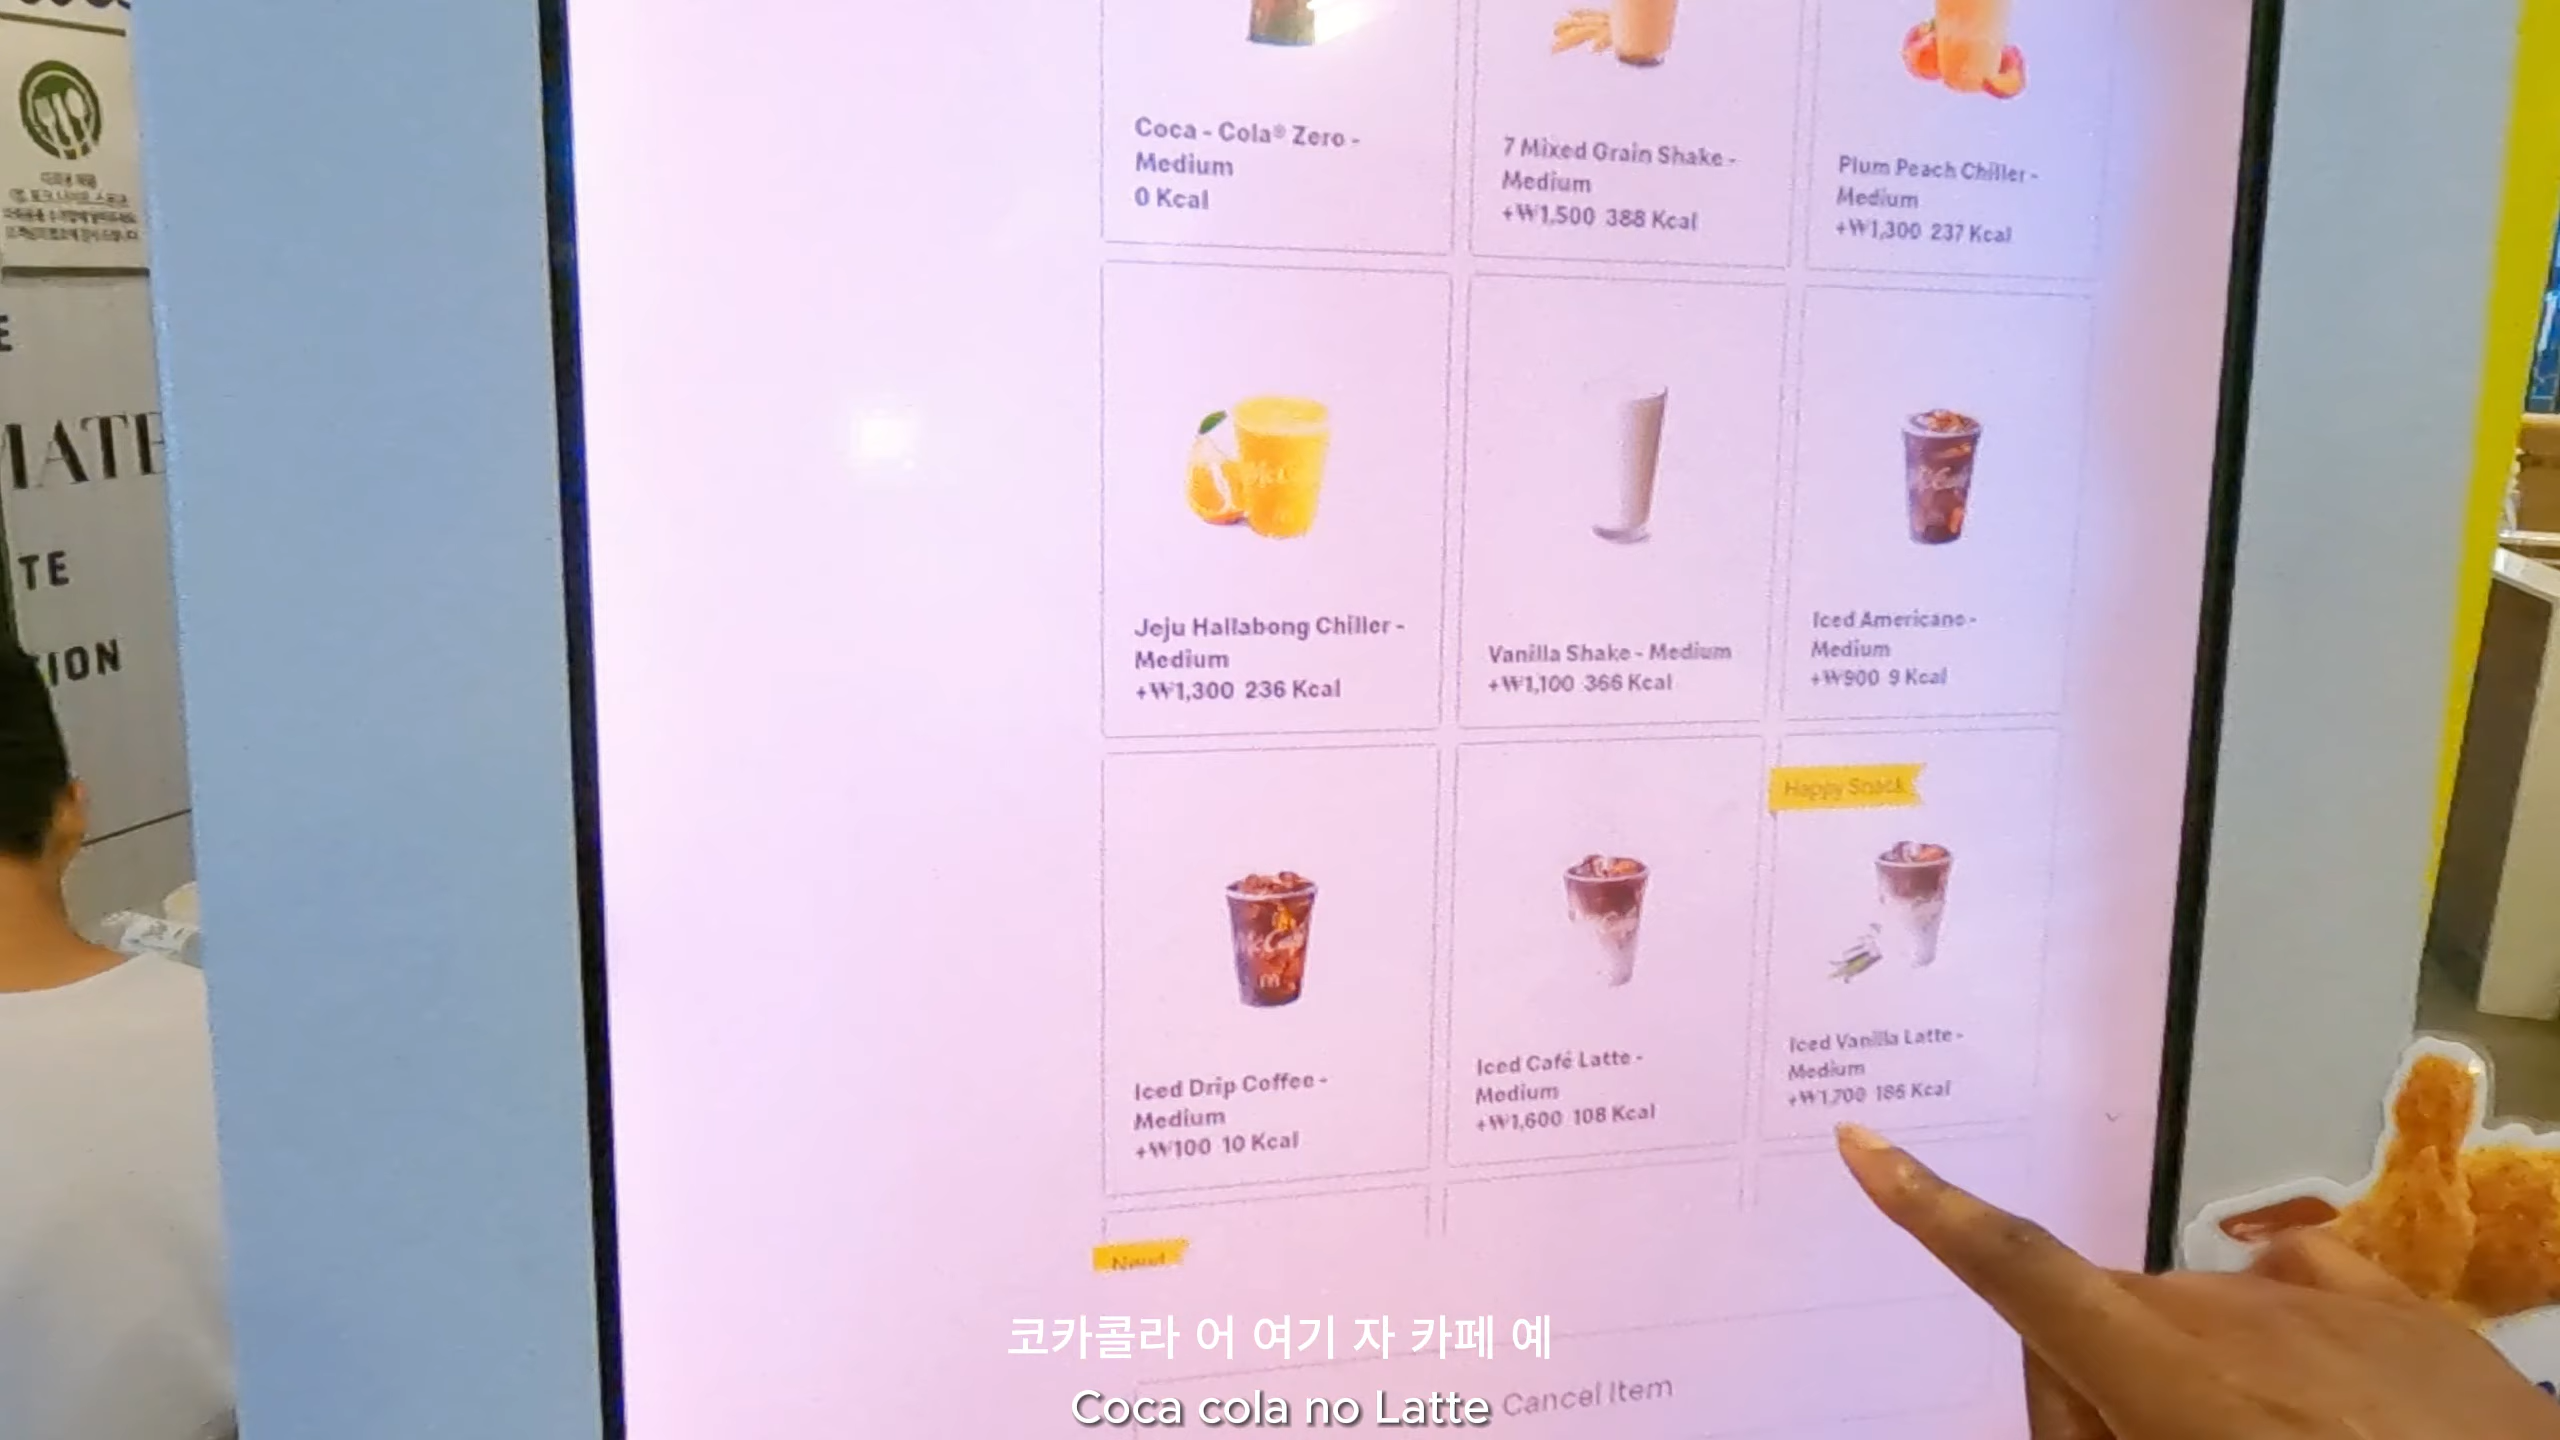 Coca - Cola® Zero -
Medium
0 Kcal
7 Mixed Grain Shake -
Medium
+₩1,500 388 Kcal
Plum Peach Chiller -
Medium
+₩1,300 237 Kcal
Jeju Hallabong Chiller -
Medium
+₩1,300 236 Kcal
Vanilla Shake - Medium
+₩1,100 366 Kcal
Iced Americano -
Medium
+₩900 9 Kcal
Iced Drip Coffee -
Medium
+₩100 10 Kcal
Iced Café Latte -
Medium
+₩1,600 108 Kcal
Happy Snack
Iced Vanilla Latte -
Medium
+₩1,700 186 Kcal
New!
Cancel Item
코카콜라 어 여기 자 카페 예
Coca cola no Latte
E
MATE
TE
ION